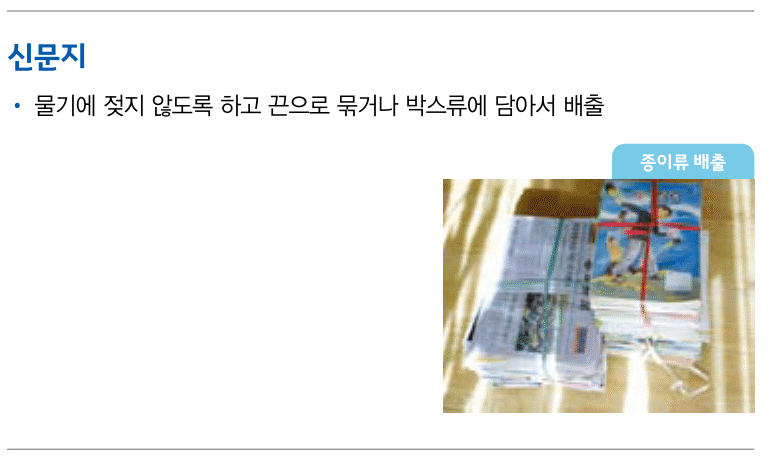 신문지
• 물기에 젖지 않도록 하고 끈으로 묶거나 박스류에 담아서 배출
종이류 배출